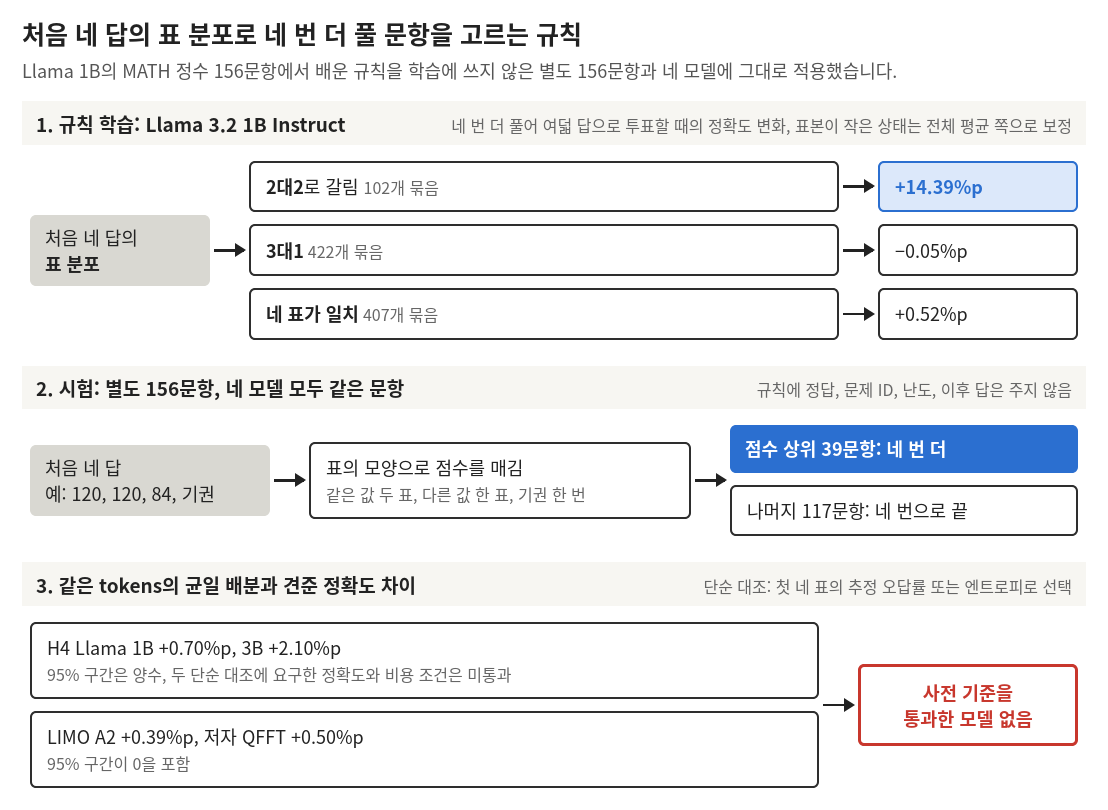 처음 네 답의 표 분포로 네 번 더 풀 문항을 고르는 규칙
Llama 1B의 MATH 정수 156문항에서 배운 규칙을 학습에 쓰지 않은 별도 156문항과 네 모델에 그대로 적용했습니다.
1. 규칙 학습: Llama 3.2 1B Instruct
네 번 더 풀어 여덟 답으로 투표할 때의 정확도 변화, 표본이 작은 상태는 전체 평균 쪽으로 보정
처음 네 답의
표 분포
2대2로 갈림 102개 묶음
+14.39%p
3대1 422개 묶음
−0.05%p
네 표가 일치 407개 묶음
+0.52%p
2. 시험: 별도 156문항, 네 모델 모두 같은 문항
규칙에 정답, 문제 ID, 난도, 이후 답은 주지 않음
처음 네 답
예: 120, 120, 84, 기권
표의 모양으로 점수를 매김
같은 값 두 표, 다른 값 한 표, 기권 한 번
점수 상위 39문항: 네 번 더
나머지 117문항: 네 번으로 끝
3. 같은 tokens의 균일 배분과 견준 정확도 차이
단순 대조: 첫 네 표의 추정 오답률 또는 엔트로피로 선택
H4 Llama 1B +0.70%p, 3B +2.10%p
95% 구간은 양수, 두 단순 대조에 요구한 정확도와 비용 조건은 미통과
LIMO A2 +0.39%p, 저자 QFFT +0.50%p
95% 구간이 0을 포함
사전 기준을
통과한 모델 없음